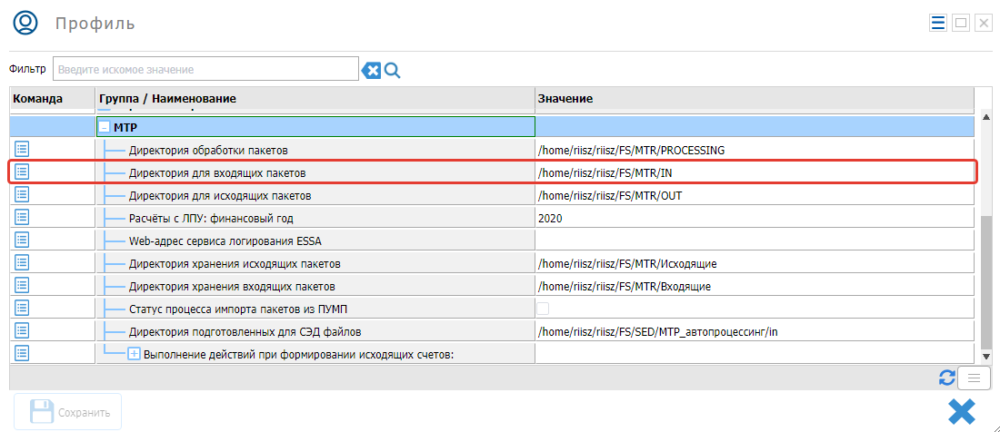 Профиль
Фильтр Введите искомое значение
Команда Группа / Наименование Значение
МТР
Директория обработки пакетов /home/riisz/riisz/FS/MTR/PROCESSING
Директория для входящих пакетов /home/riisz/riisz/FS/MTR/IN
Директория для исходящих пакетов /home/riisz/riisz/FS/MTR/OUT
Расчёты с ЛПУ: финансовый год 2020
Web-адрес сервиса логирования ESSA
Директория хранения исходящих пакетов /home/riisz/riisz/FS/MTR/Исходящие
Директория хранения входящих пакетов /home/riisz/riisz/FS/MTR/Входящие
Статус процесса импорта пакетов из ПУМП
Директория подготовленных для СЭД файлов /home/riisz/riisz/FS/SED/МТР_автопроцессинг/in
Выполнение действий при формировании исходящих счетов:
Сохранить